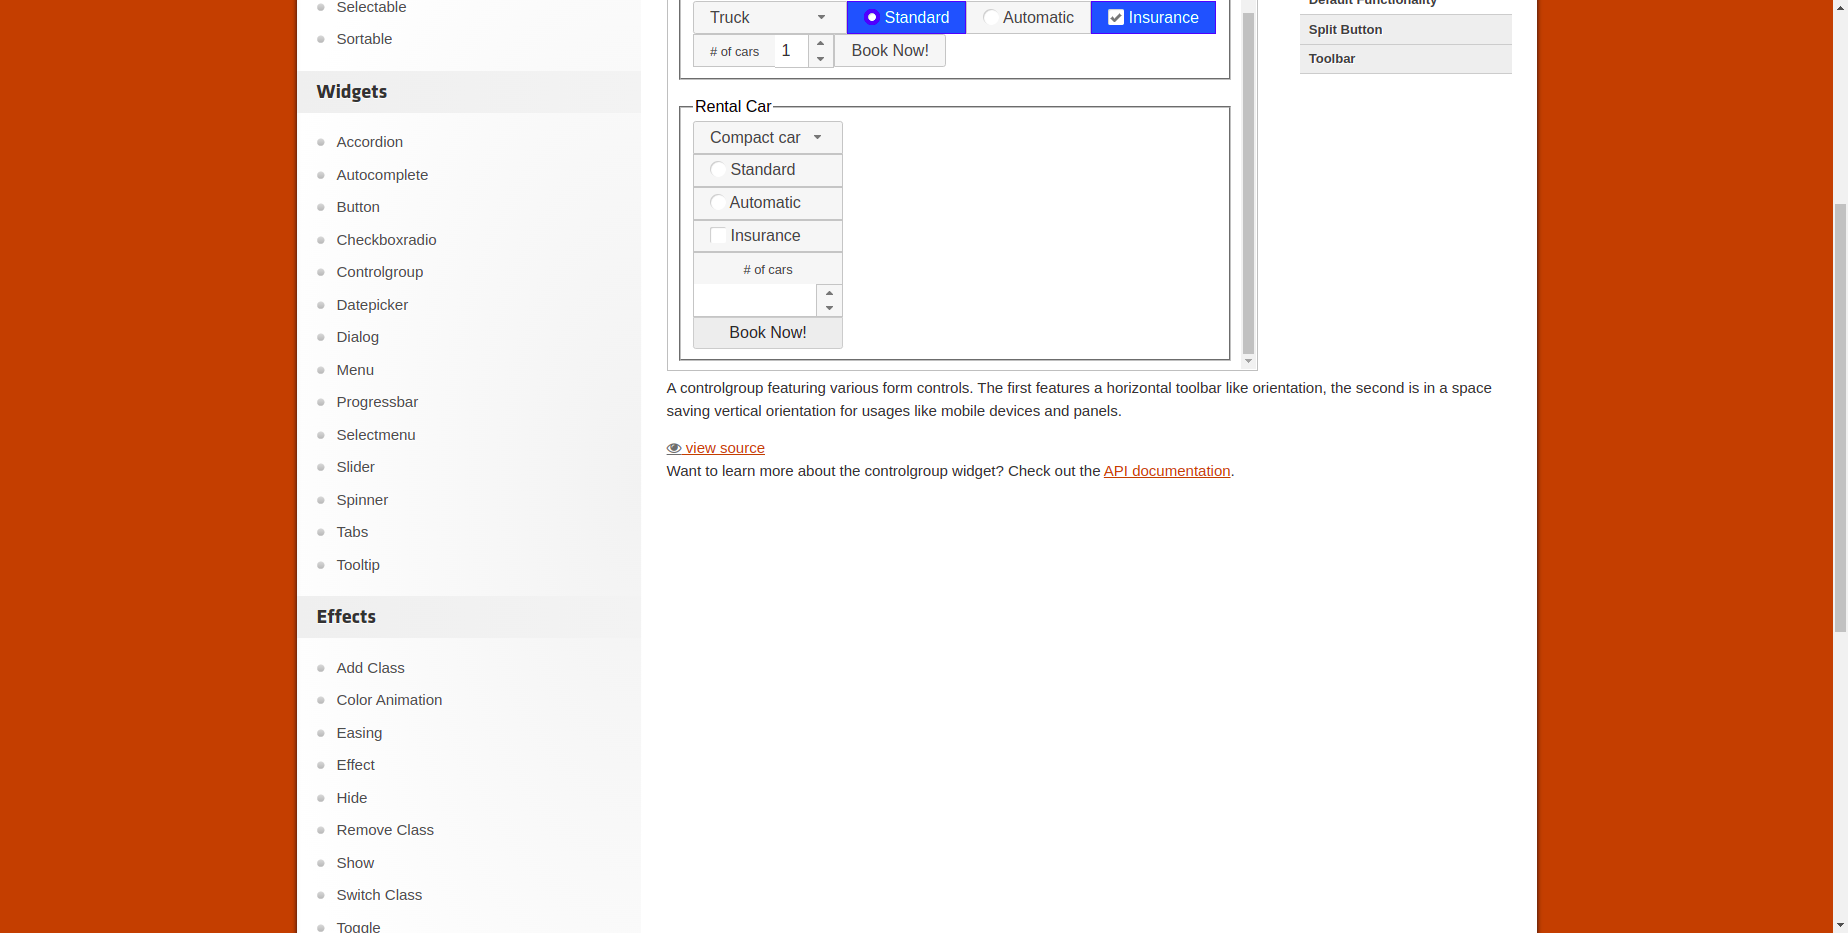 Selectable
Sortable
Widgets
Accordion
Autocomplete
Button
Checkboxradio
Controlgroup
Datepicker
Dialog
Menu
Progressbar
Selectmenu
Slider
Spinner
Tabs
Tooltip
Effects
Add Class
Color Animation
Easing
Effect
Hide
Remove Class
Show
Switch Class
Toggle
Truck Standard Automatic Insurance
# of cars 1 Book Now!
Rental Car
Compact car
Standard
Automatic
Insurance
# of cars
Book Now!
A controlgroup featuring various form controls. The first features a horizontal toolbar like orientation, the second is in a space
saving vertical orientation for usages like mobile devices and panels.
view source
Want to learn more about the controlgroup widget? Check out the API documentation.
Default Functionality
Split Button
Toolbar